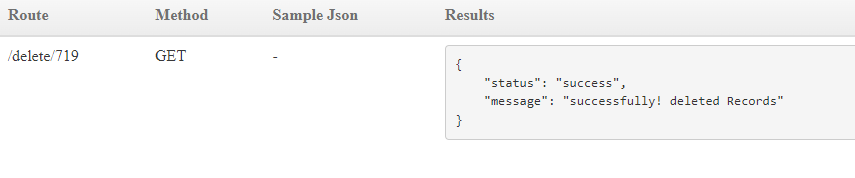 Route Method Sample Json Results
/delete/719 GET - {
"status": "success",
"message": "successfully! deleted Records"
}